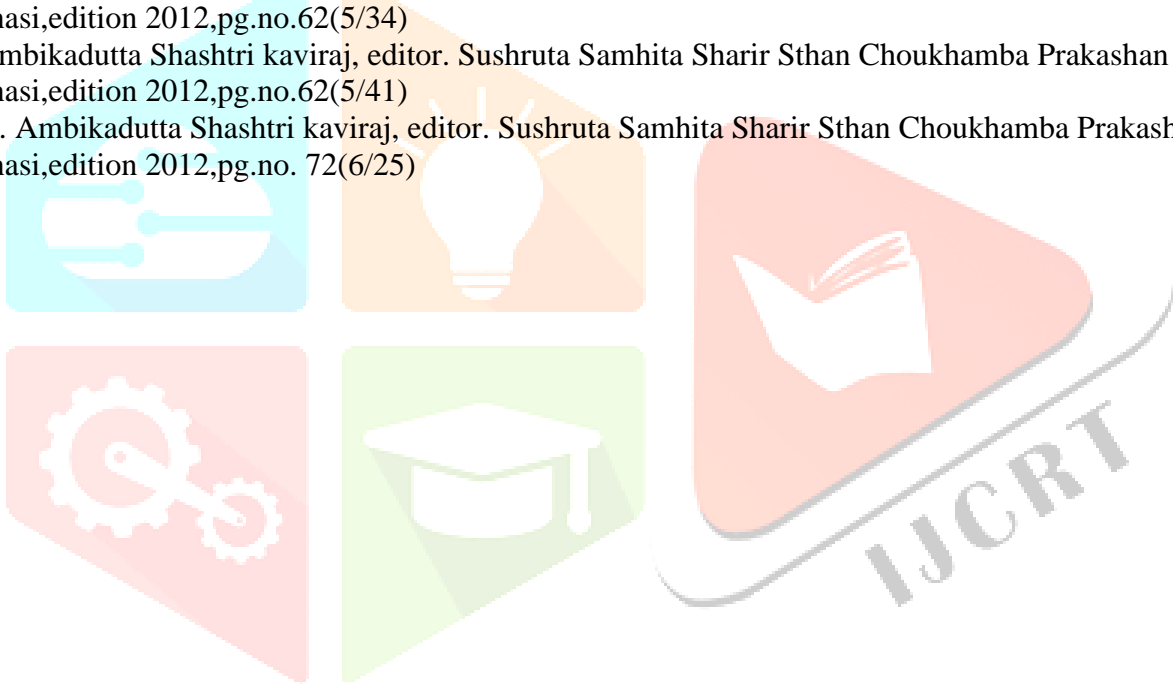 nasi,edition 2012,pg.no.62(5/34)
mbikadutta Shashtri kaviraj, editor. Sushruta Samhita Sharir Sthan Choukhamba Prakashan
nasi,edition 2012,pg.no.62(5/41)
. Ambikadutta Shashtri kaviraj, editor. Sushruta Samhita Sharir Sthan Choukhamba Prakash
nasi,edition 2012,pg.no. 72(6/25)
IJCRT